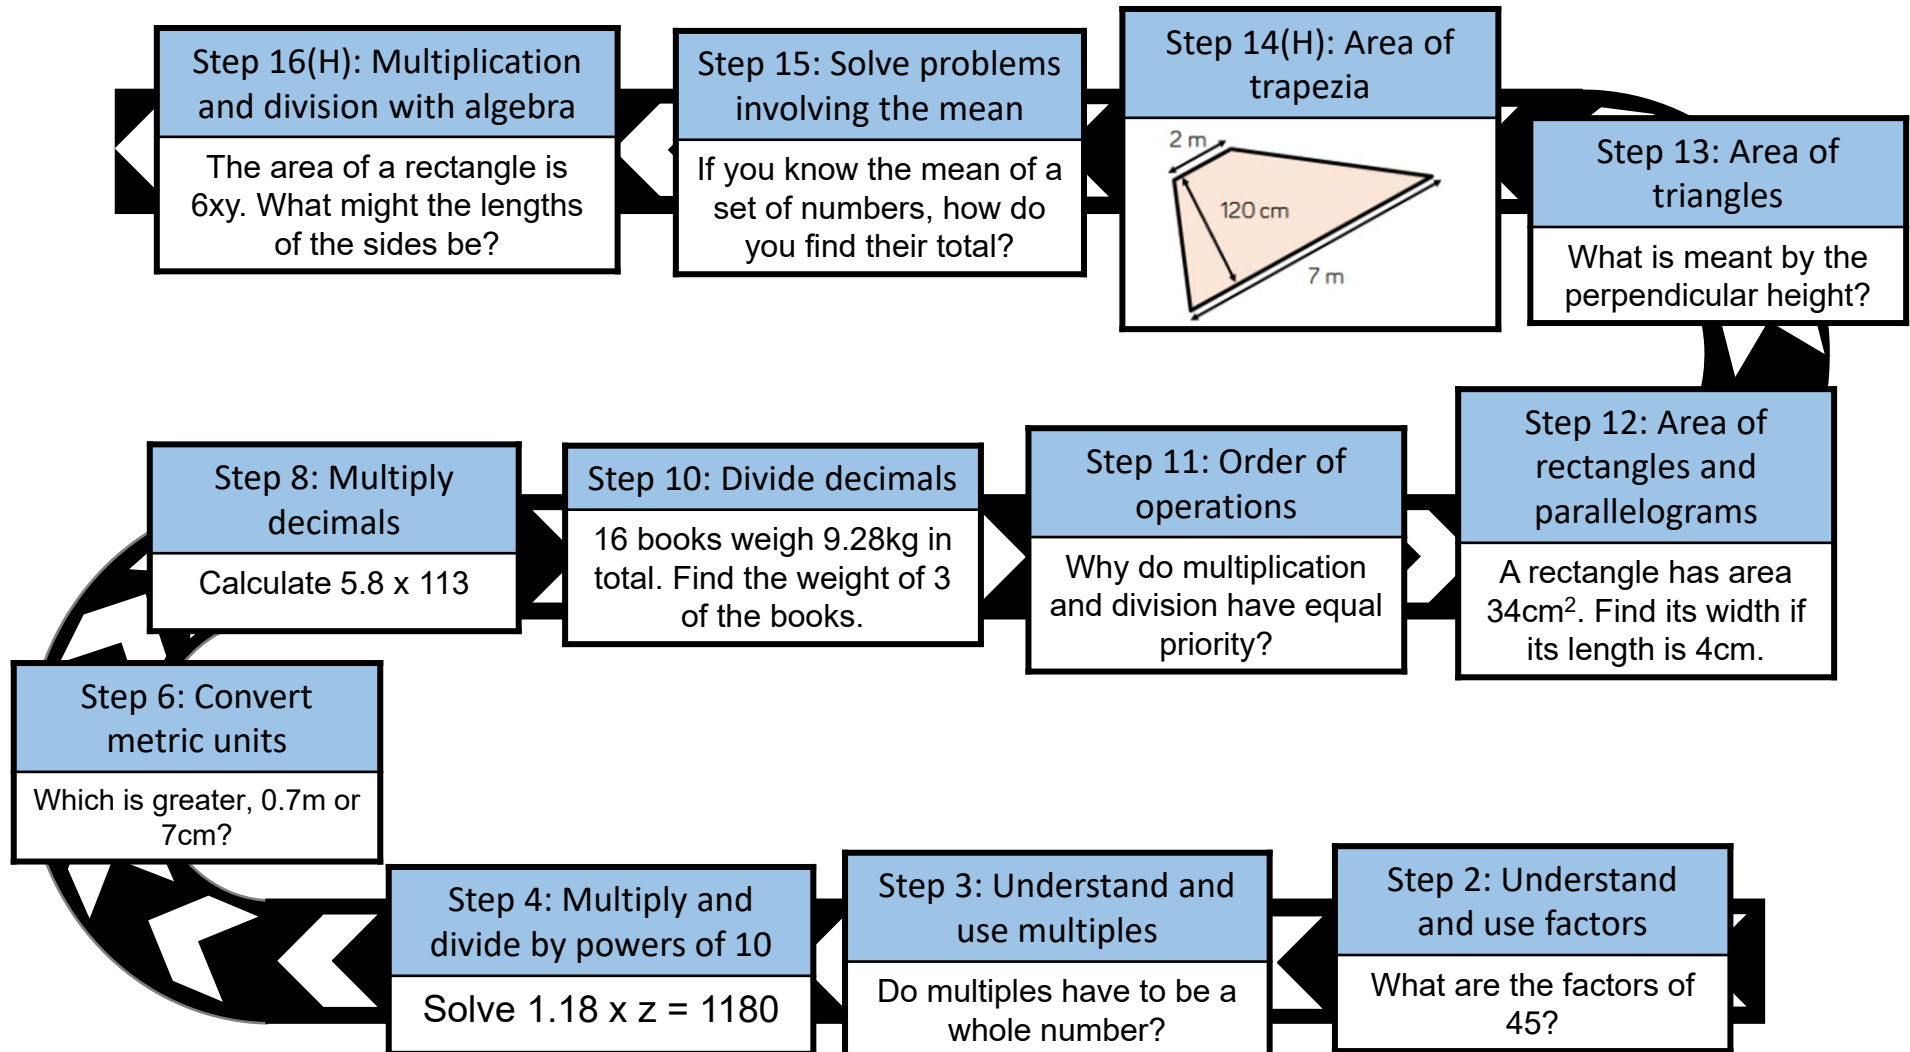 Step 16(H): Multiplication
and division with algebra
The area of a rectangle is
6xy. What might the lengths
of the sides be?
Step 15: Solve problems
involving the mean
If you know the mean of a
set of numbers, how do
you find their total?
Step 14(H): Area of
trapezia
2 m
120 cm
7 m
Step 13: Area of
triangles
What is meant by the
perpendicular height?
Step 8: Multiply
decimals
Calculate 5.8 x 113
Step 10: Divide decimals
16 books weigh 9.28kg in
total. Find the weight of 3
of the books.
Step 11: Order of
operations
Why do multiplication
and division have equal
priority?
Step 12: Area of
rectangles and
parallelograms
A rectangle has area
34cm². Find its width if
its length is 4cm.
Step 6: Convert
metric units
Which is greater, 0.7m or
7cm?
Step 4: Multiply and
divide by powers of 10
Solve 1.18 x z = 1180
Step 3: Understand and
use multiples
Do multiples have to be a
whole number?
Step 2: Understand
and use factors
What are the factors of
45?